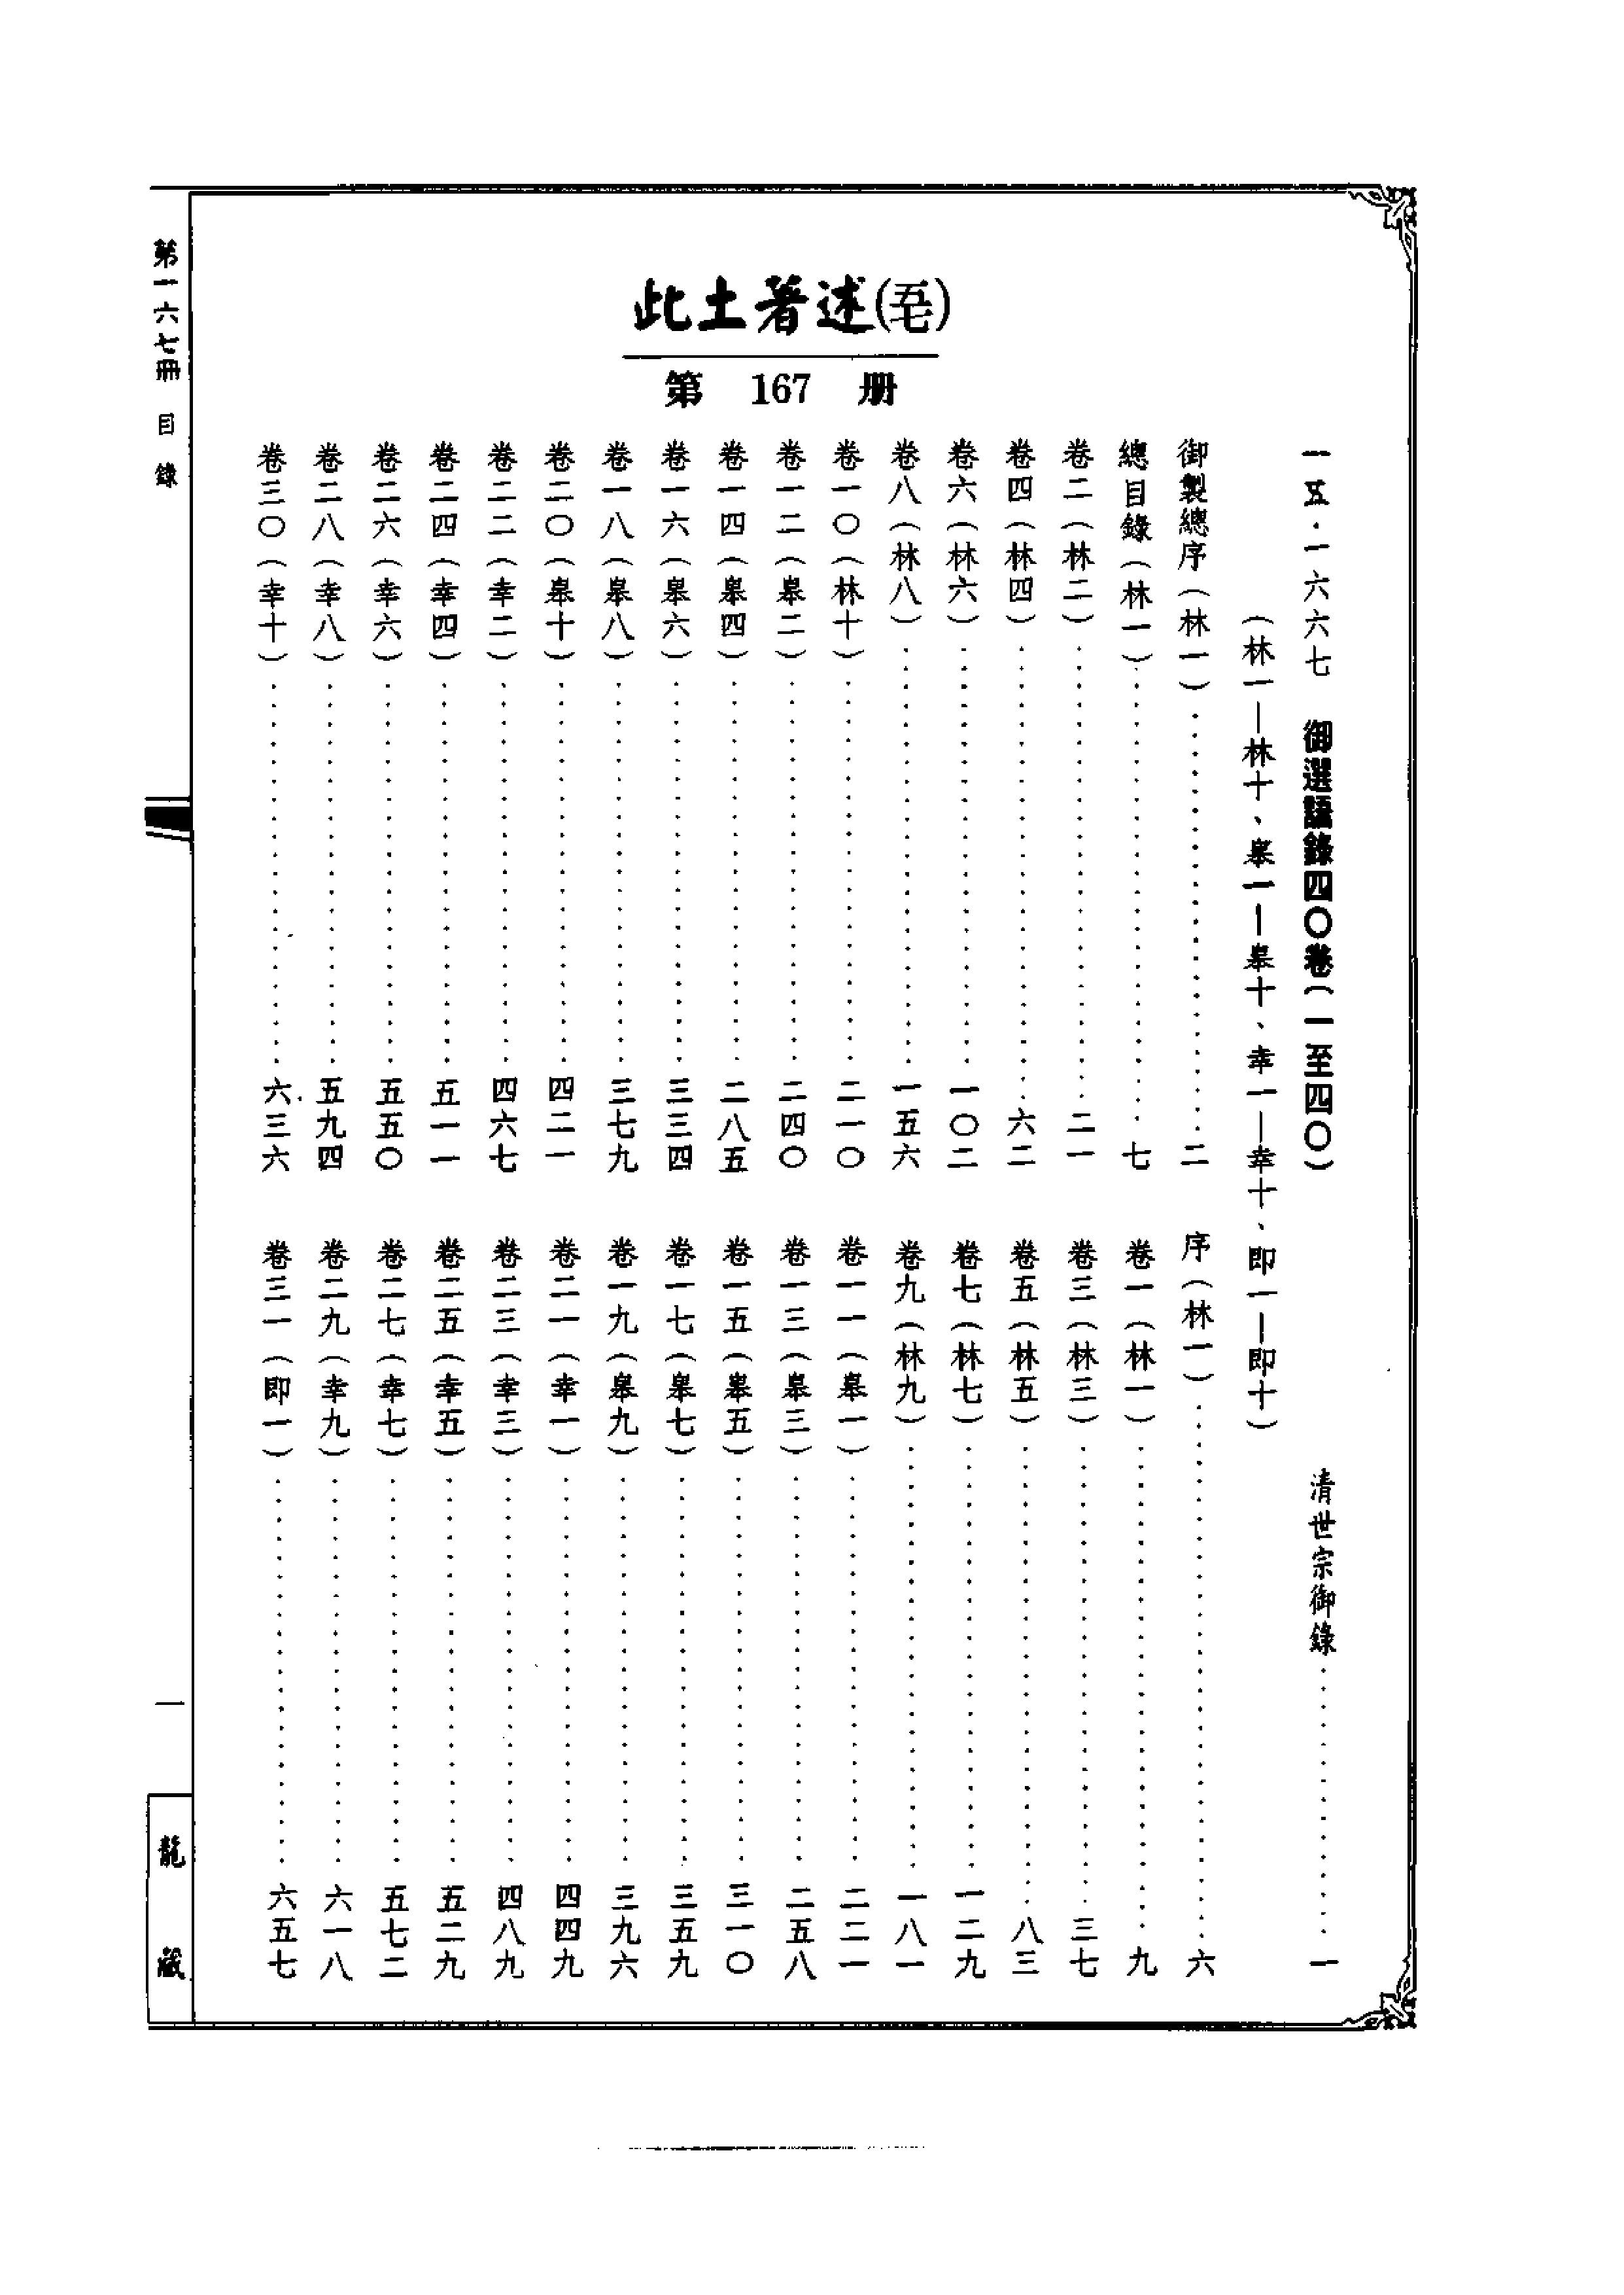 此土著述(五七)
第 167 册
一五·一六六七 御選語錄四〇卷(一至四〇) 清世宗御錄……一
(林一—林十、皋一—皋十、幸一—幸十、即一—即十)
御製總序(林一)……二 序(林一)……六
總目錄(林一)……七 卷一(林一)……九
卷二(林二)……二一 卷三(林三)……三七
卷四(林四)……六二 卷五(林五)……八三
卷六(林六)……一〇二 卷七(林七)……一二九
卷八(林八)……一五六 卷九(林九)……一八一
卷一〇(林十)……二一〇 卷一一(皋一)……二二一
卷一二(皋二)……二四〇 卷一三(皋三)……二五八
卷一四(皋四)……二八五 卷一五(皋五)……三一〇
卷一六(皋六)……三三四 卷一七(皋七)……三五九
卷一八(皋八)……三七九 卷一九(皋九)……三九六
卷二〇(皋十)……四二一 卷二一(幸一)……四四九
卷二二(幸二)……四六七 卷二三(幸三)……四八九
卷二四(幸四)……五一一 卷二五(幸五)……五二九
卷二六(幸六)……五五〇 卷二七(幸七)……五七二
卷二八(幸八)……五九四 卷二九(幸九)……六一八
卷三〇(幸十)……六三六 卷三一(即一)……六五七
第一六七冊 目錄
一
龍藏